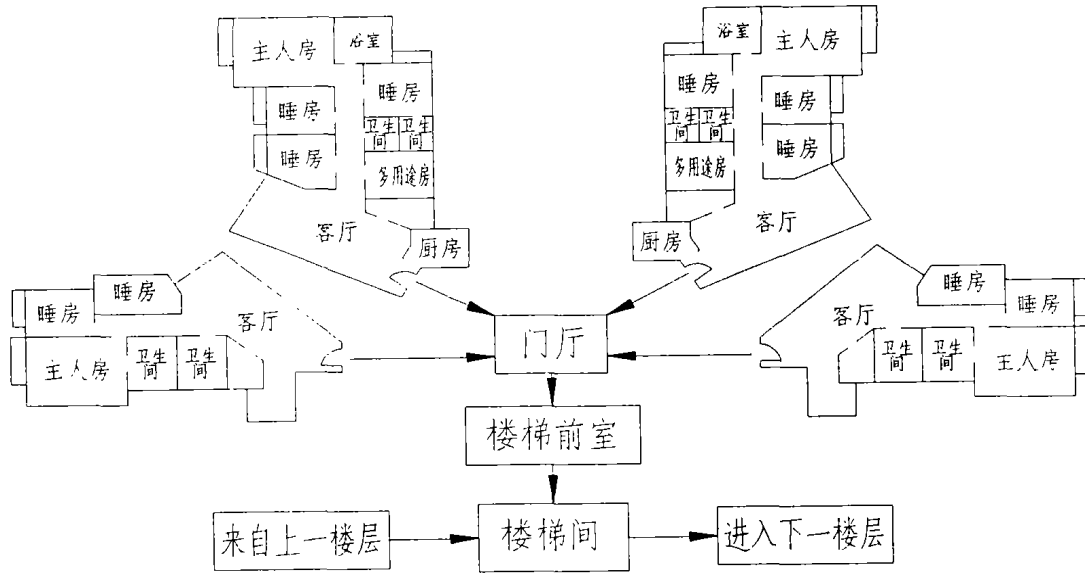 主人房
浴室
睡房
睡房
卫生间
卫生间
睡房
多用途房
客厅
厨房
浴室
主人房
睡房
睡房
卫生间
卫生间
睡房
多用途房
客厅
厨房
睡房
睡房
客厅
主人房
卫生间
卫生间
睡房
睡房
客厅
卫生间
卫生间
主人房
门厅
楼梯前室
来自上一楼层
楼梯间
进入下一楼层